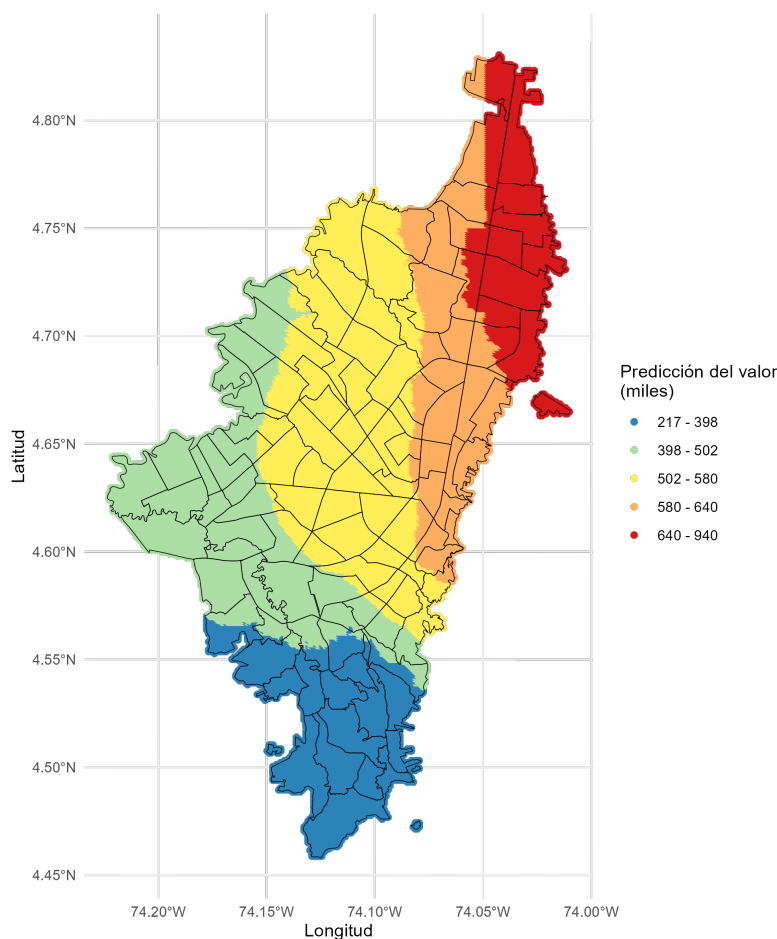 4.80°N
4.75°N
4.70°N
4.65°N
4.60°N
4.55°N
4.50°N
4.45°N
Latitud
74.20°W 74.15°W 74.10°W 74.05°W 74.00°W
Longitud
Predicción del valor
(miles)
217 - 398
398 - 502
502 - 580
580 - 640
640 - 940